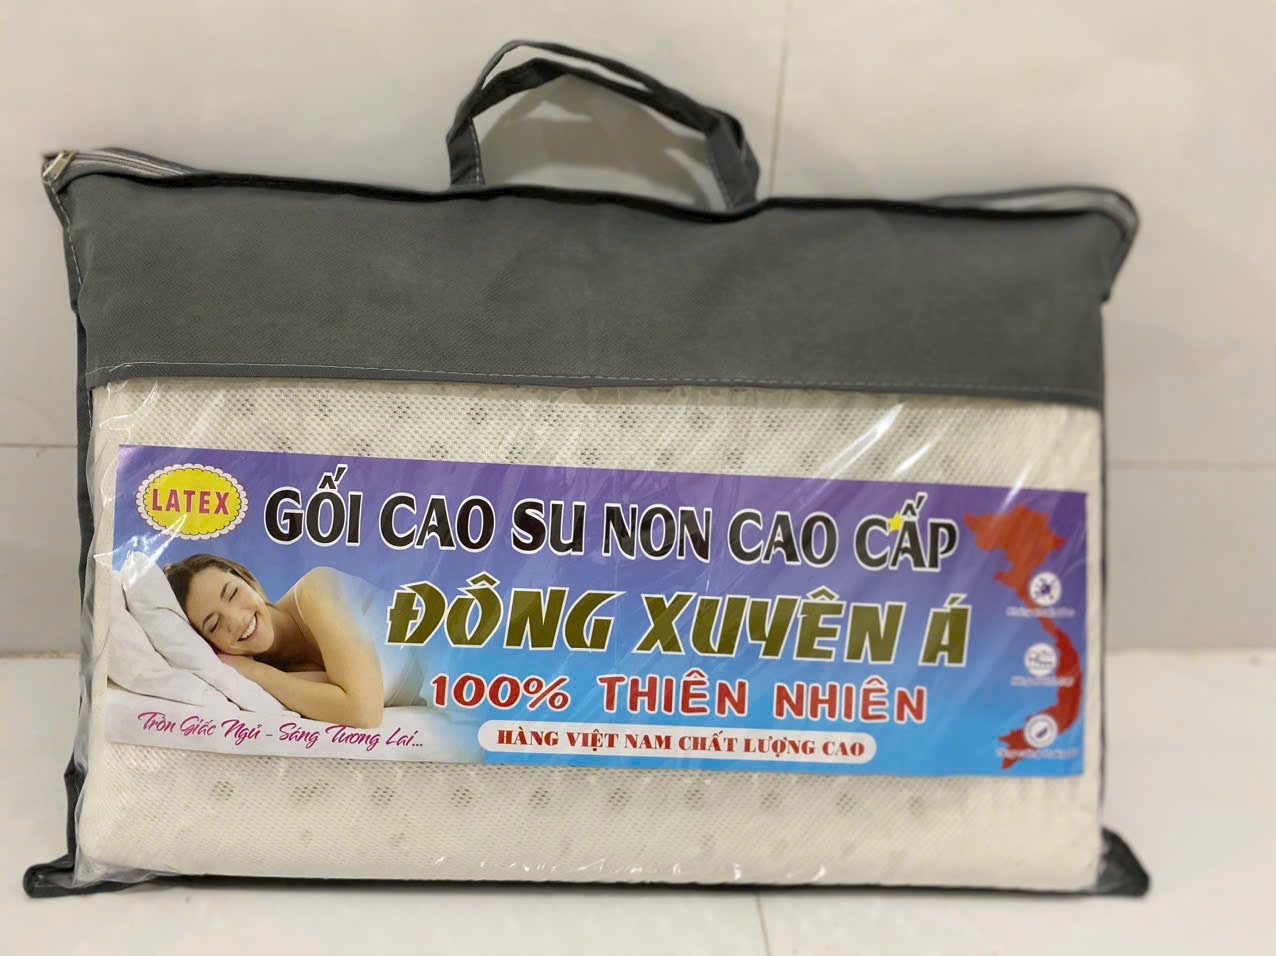 LATEX
GỐI CAO SU NON CAO CẤP
ĐÔNG XUYÊN Á
100% THIÊN NHIÊN
Tròn Giấc Ngủ - Sáng Tương Lai...
HÀNG VIỆT NAM CHẤT LƯỢNG CAO